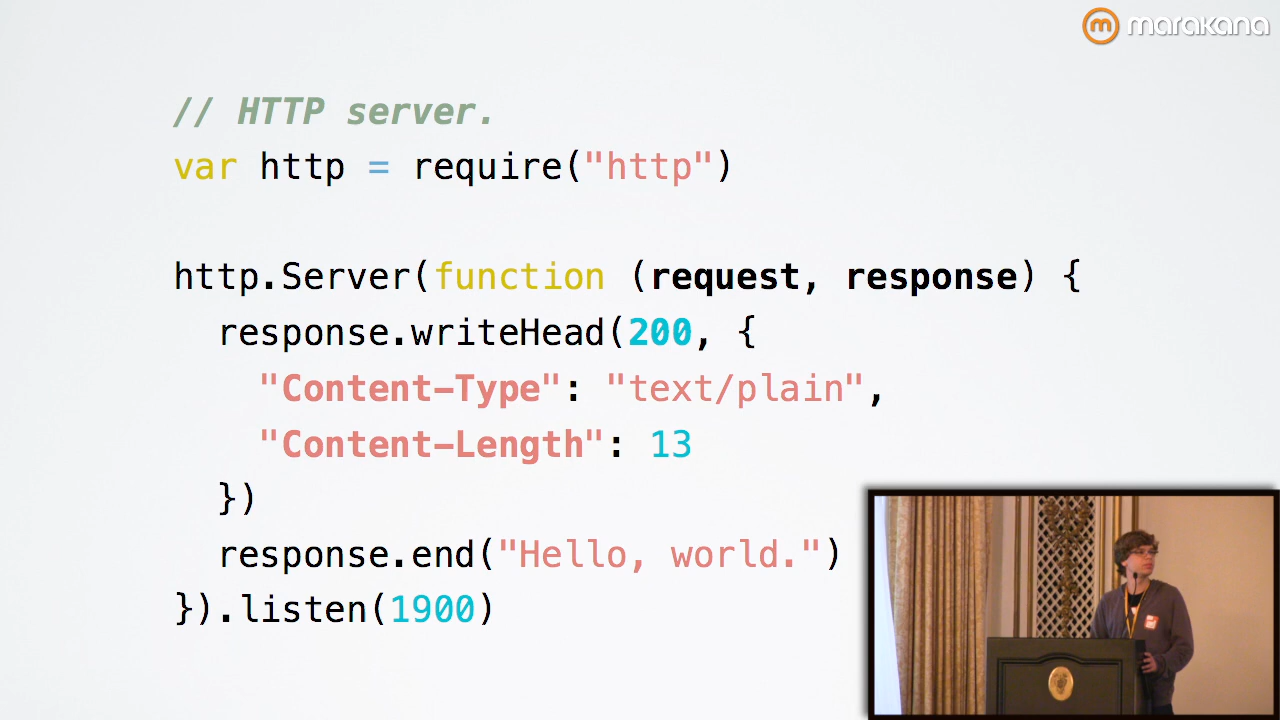 marakana
// HTTP server.
var http = require("http")
http.Server(function (request, response) {
response.writeHead(200, {
"Content-Type": "text/plain",
"Content-Length": 13
})
response.end("Hello, world.")
}).listen(1900)